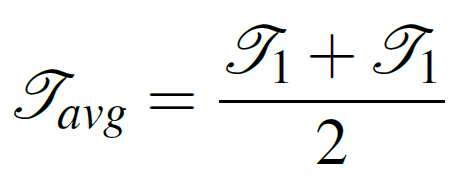 𝒯avg = (𝒯1 + 𝒯1) / 2